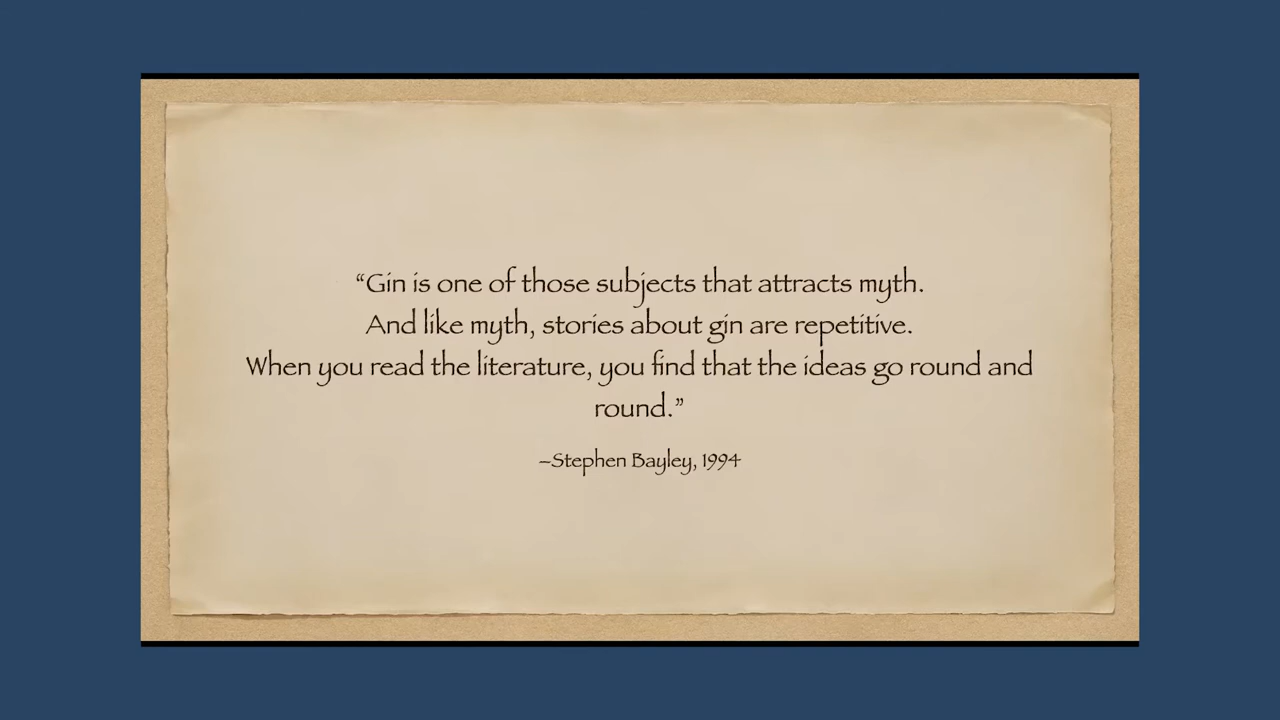 “Gin is one of those subjects that attracts myth.
And like myth, stories about gin are repetitive.
When you read the literature, you find that the ideas go round and
round.”
–Stephen Bayley, 1994